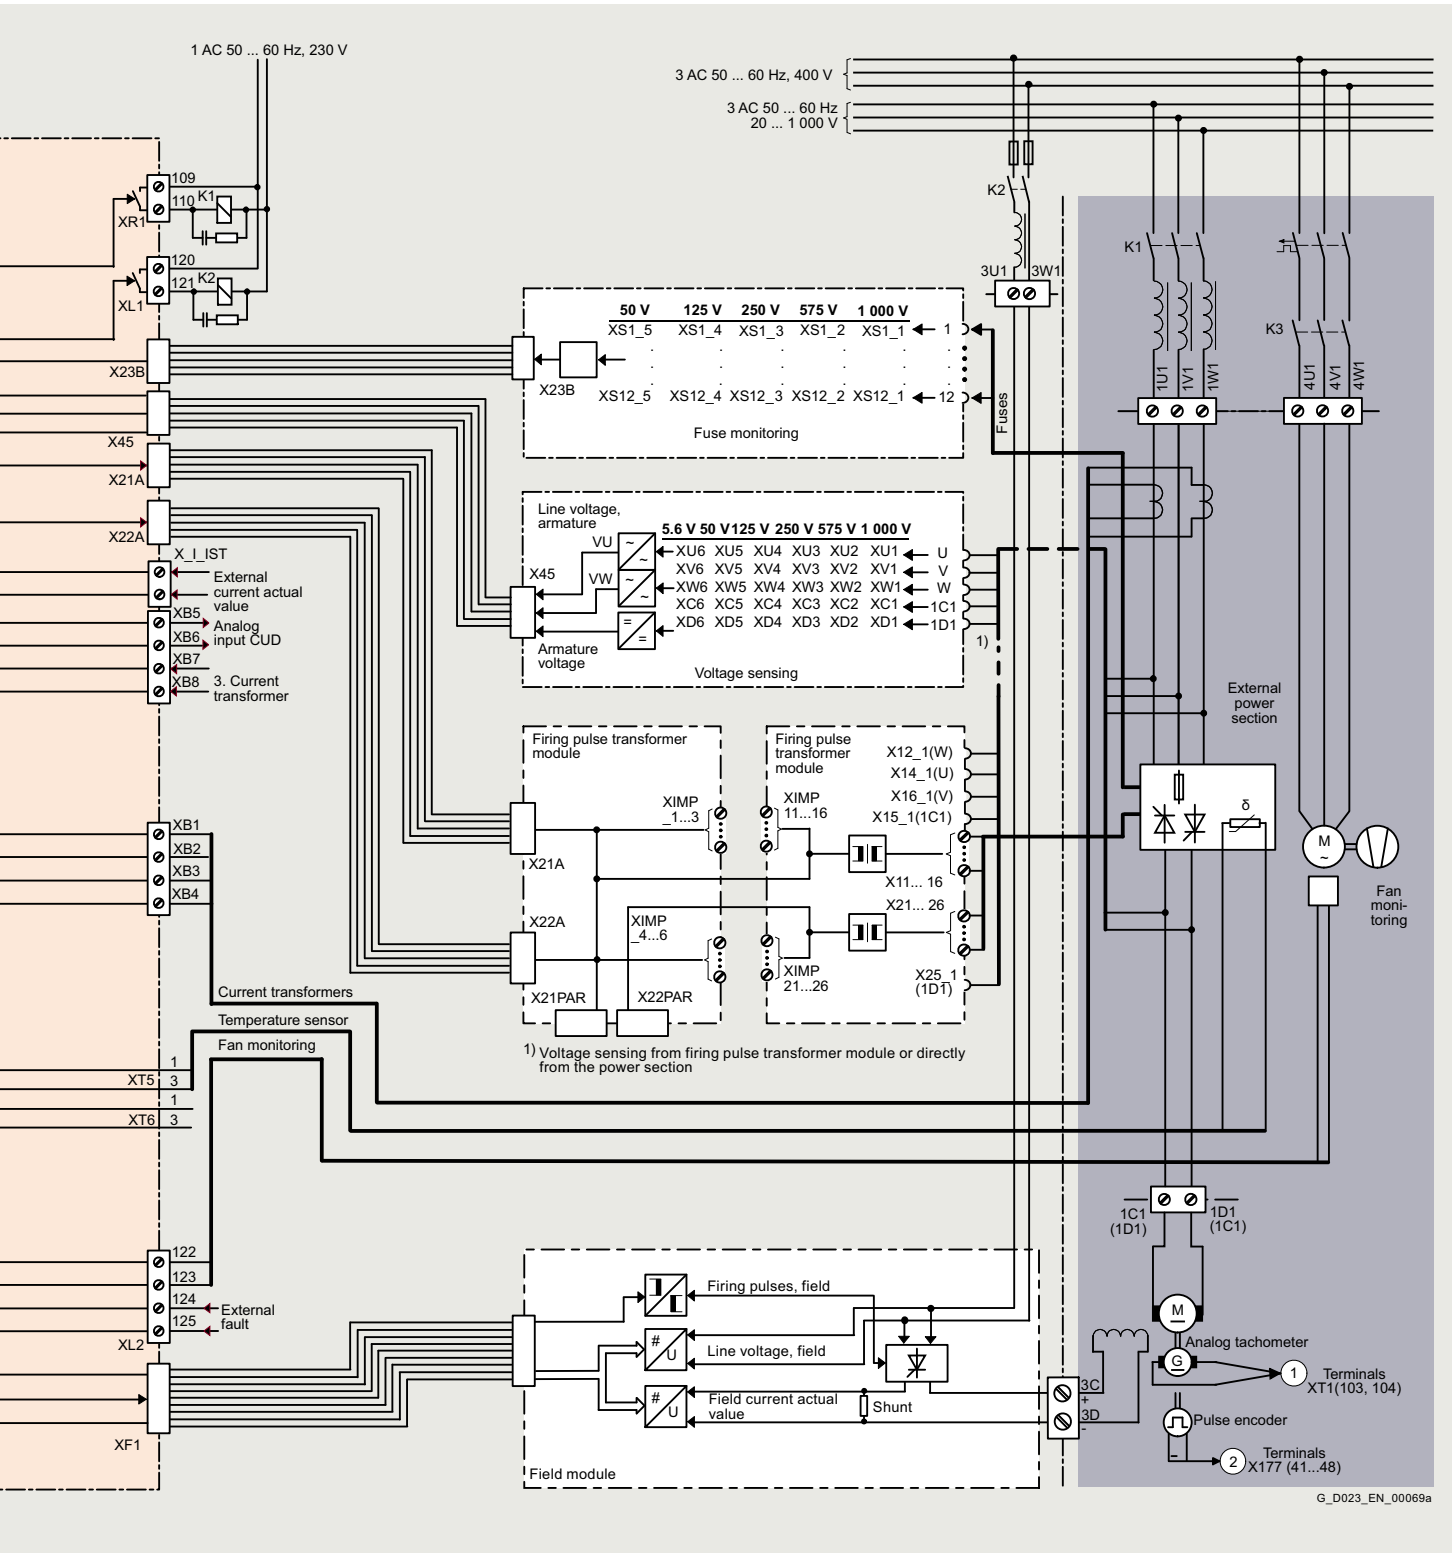 1 AC 50 ... 60 Hz, 230 V
3 AC 50 ... 60 Hz, 400 V
3 AC 50 ... 60 Hz
20 ... 1 000 V
109
110
K1
XR1
120
121
K2
XL1
X23B
X45
X21A
X22A
X_I_IST
External
current actual
value
XB5
XB6
Analog
input CUD
XB7
XB8
3. Current
transformer
XB1
XB2
XB3
XB4
Current transformers
Temperature sensor
Fan monitoring
1
XT5 3
1
XT6 3
122
123
124
125
External
fault
XL2
XF1
K2
3U1 3W1
50 V 125 V 250 V 575 V 1 000 V
XS1_5 XS1_4 XS1_3 XS1_2 XS1_1 1
. . . . . .
. . . . . .
. . . . . .
XS12_5 XS12_4 XS12_3 XS12_2 XS12_1 12
X23B
Fuse monitoring
Fuses
Line voltage,
armature
5.6 V 50 V 125 V 250 V 575 V 1 000 V
VU ~ ~
XU6 XU5 XU4 XU3 XU2 XU1 U
XV6 XV5 XV4 XV3 XV2 XV1 V
X45
VW ~ ~
XW6 XW5 XW4 XW3 XW2 XW1 W
XC6 XC5 XC4 XC3 XC2 XC1 1C1
XD6 XD5 XD4 XD3 XD2 XD1 1D1
= =
Armature
voltage
Voltage sensing
1)
Firing pulse transformer
module
XIMP
_1...3
X21A
X22A
XIMP
_4...6
X21PAR
X22PAR
Firing pulse
transformer
module
X12_1(W)
X14_1(U)
X16_1(V)
X15_1(1C1)
XIMP
11...16
X11... 16
X21... 26
XIMP
21...26
X25_1
(1D1)
1) Voltage sensing from firing pulse transformer module or directly
from the power section
K1
K3
1U1
1V1
1W1
4U1
4V1
4W1
External
power
section
δ
M
~
Fan
moni-
toring
1C1
(1D1)
1D1
(1C1)
M
Analog tachometer
G
1
Terminals
XT1(103, 104)
Pulse encoder
2
Terminals
X177 (41...48)
3C
+
3D
-
Firing pulses, field
#
U
Line voltage, field
#
U
Field current actual
value
Shunt
Field module
G_D023_EN_00069a